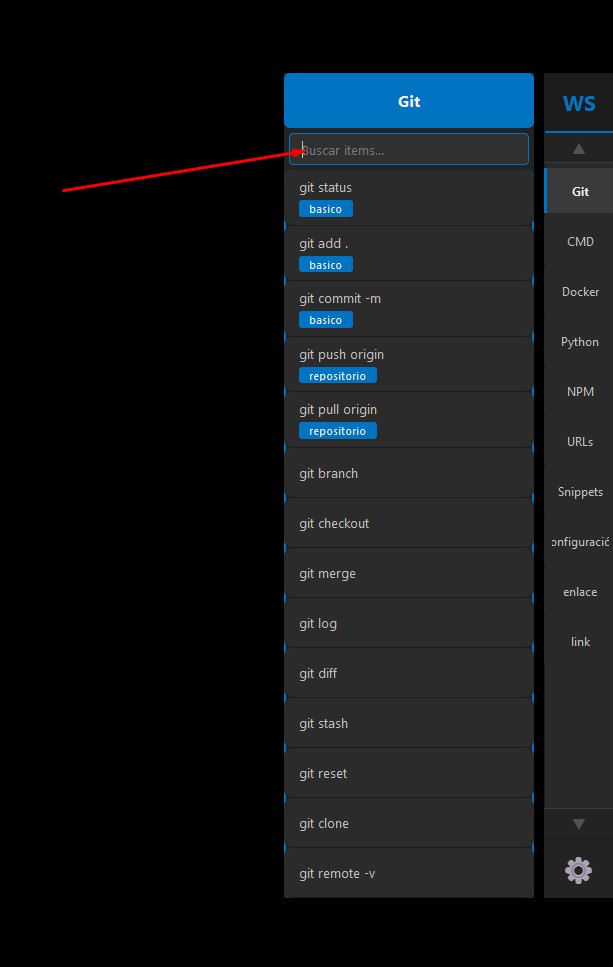 Git
Buscar items...
git status
basico
git add .
basico
git commit -m
basico
git push origin
repositorio
git pull origin
repositorio
git branch
git checkout
git merge
git log
git diff
git stash
git reset
git clone
git remote -v
WS
Git
CMD
Docker
Python
NPM
URLs
Snippets
onfiguració
enlace
link